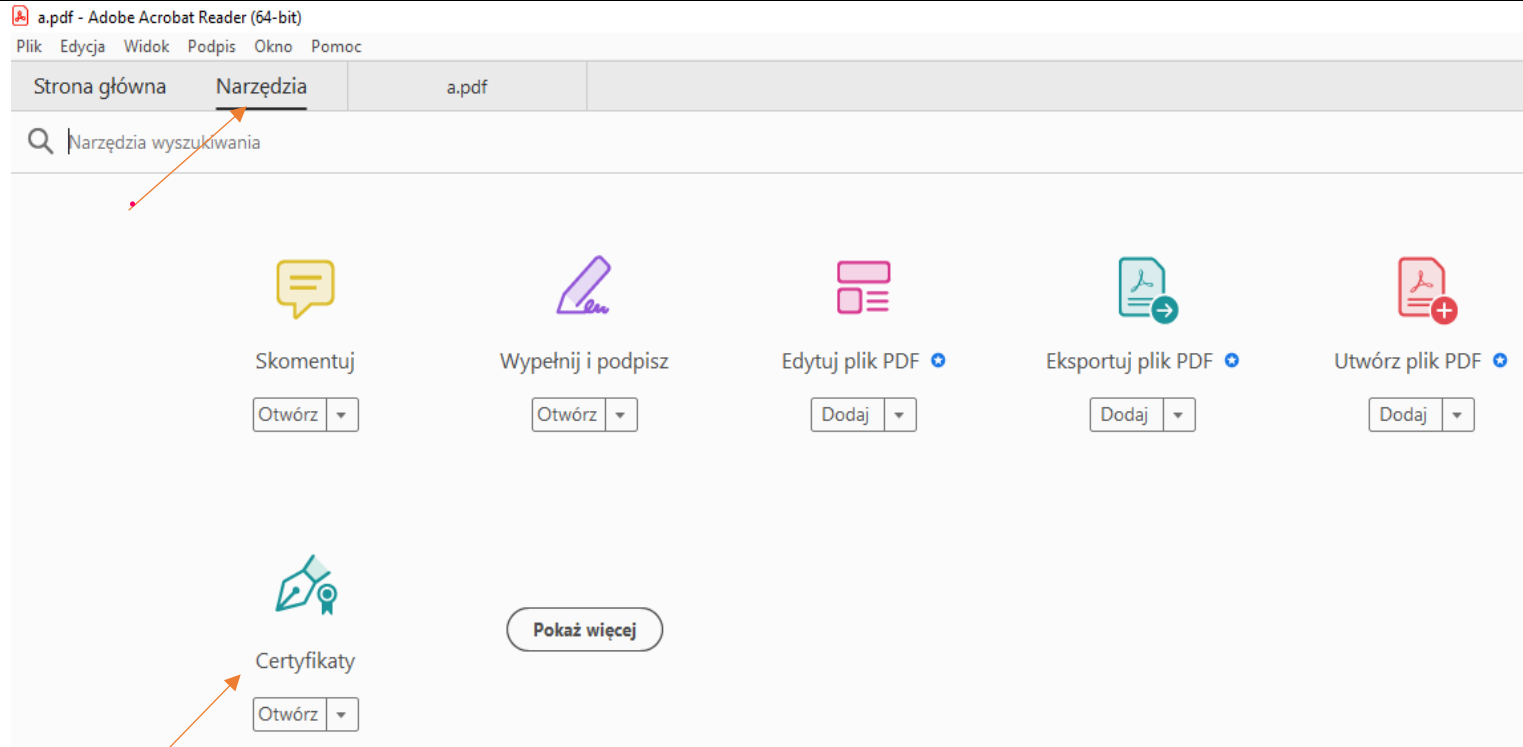 a.pdf - Adobe Acrobat Reader (64-bit)
Plik Edycja Widok Podpis Okno Pomoc
Strona główna Narzędzia a.pdf
Narzędzia wyszukiwania
Skomentuj Wypełnij i podpisz Edytuj plik PDF Eksportuj plik PDF Utwórz plik PDF
Otwórz Otwórz Dodaj Dodaj Dodaj
Certyfikaty
Pokaż więcej
Otwórz